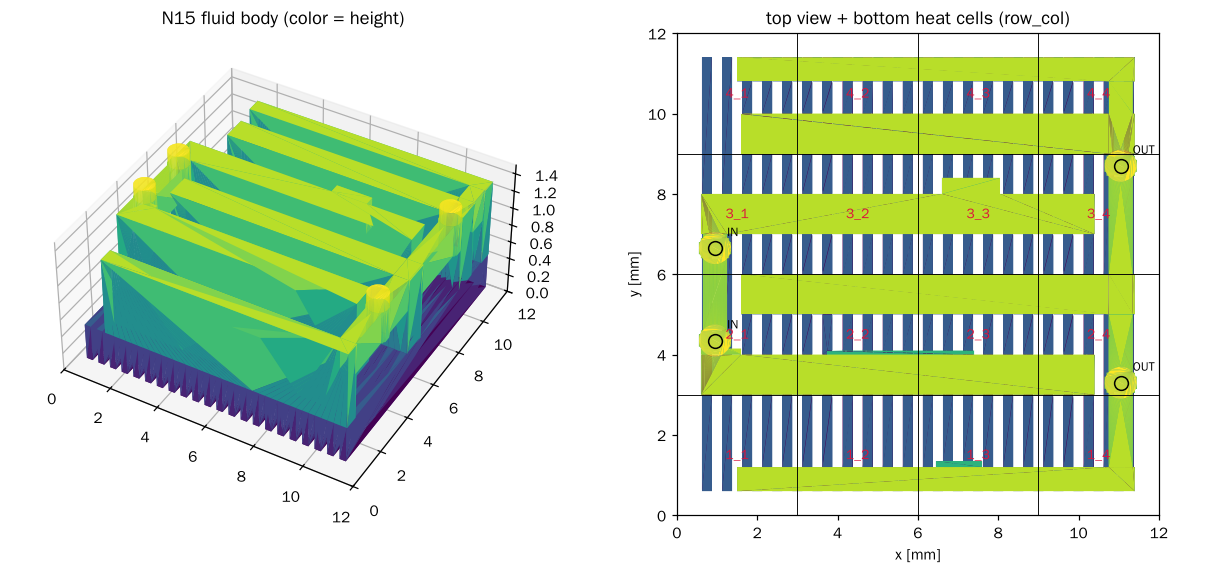 N15 fluid body (color = height)
1.4
1.2
1.0
0.8
0.6
0.4
0.2
0.0
0
2
4
6
8
10
12
0
2
4
6
8
10
12
top view + bottom heat cells (row_col)
12
10
8
6
4
2
0
y [mm]
4_1 4_2 4_3 4_4
OUT
3_1 3_2 3_3 3_4
IN
IN
2_1 2_2 2_3 2_4
OUT
1_1 1_2 1_3 1_4
0 2 4 6 8 10 12
x [mm]